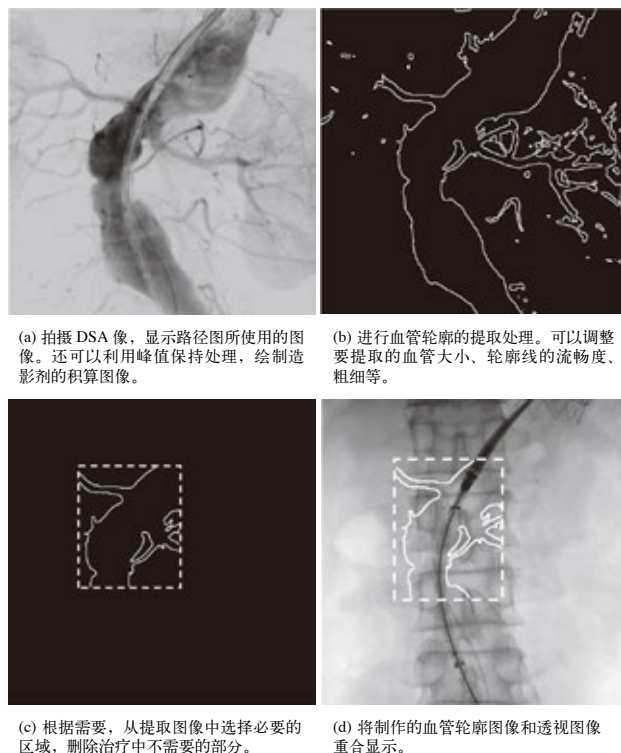 (a) 拍摄 DSA 像，显示路径图所使用的图
像。还可以利用峰值保持处理，绘制造
影剂的积算图像。
(b) 进行血管轮廓的提取处理。可以调整
要提取的血管大小、轮廓线的流畅度、
粗细等。
(c) 根据需要，从提取图像中选择必要的
区域，删除治疗中不需要的部分。
(d) 将制作的血管轮廓图像和透视图像
重合显示。